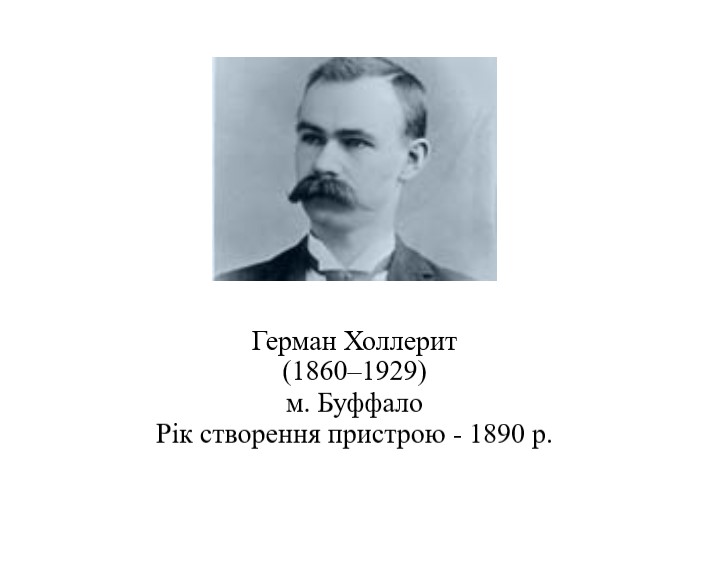 Герман Холлерит
(1860–1929)
м. Буффало
Рік створення пристрою - 1890 р.